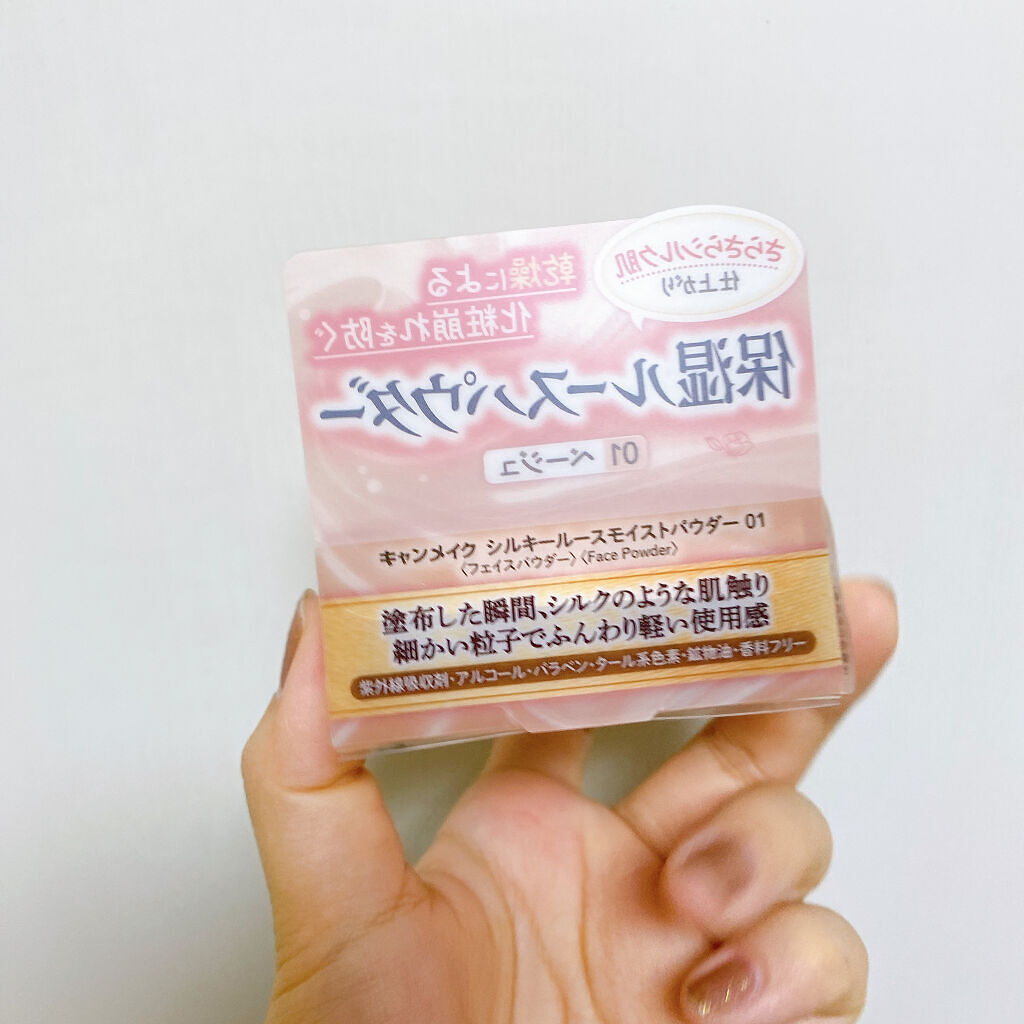 さらさらシルク肌
仕上がり
乾燥による
化粧崩れを防ぐ
保湿ルースパウダー
01 ベージュ
キャンメイク シルキールースモイストパウダー 01
〈フェイスパウダー〉〈Face Powder〉
塗布した瞬間、シルクのような肌触り
細かい粒子でふんわり軽い使用感
紫外線吸収剤・アルコール・パラベン・タール系色素・鉱物油・香料フリー